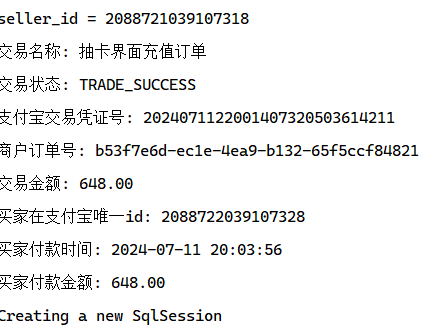 seller_id = 2088721039107318
交易名称: 抽卡界面充值订单
交易状态: TRADE_SUCCESS
支付宝交易凭证号: 2024071122001407320503614211
商户订单号: b53f7e6d-ec1e-4ea9-b132-65f5ccf84821
交易金额: 648.00
买家在支付宝唯一id: 2088722039107328
买家付款时间: 2024-07-11 20:03:56
买家付款金额: 648.00
Creating a new SqlSession